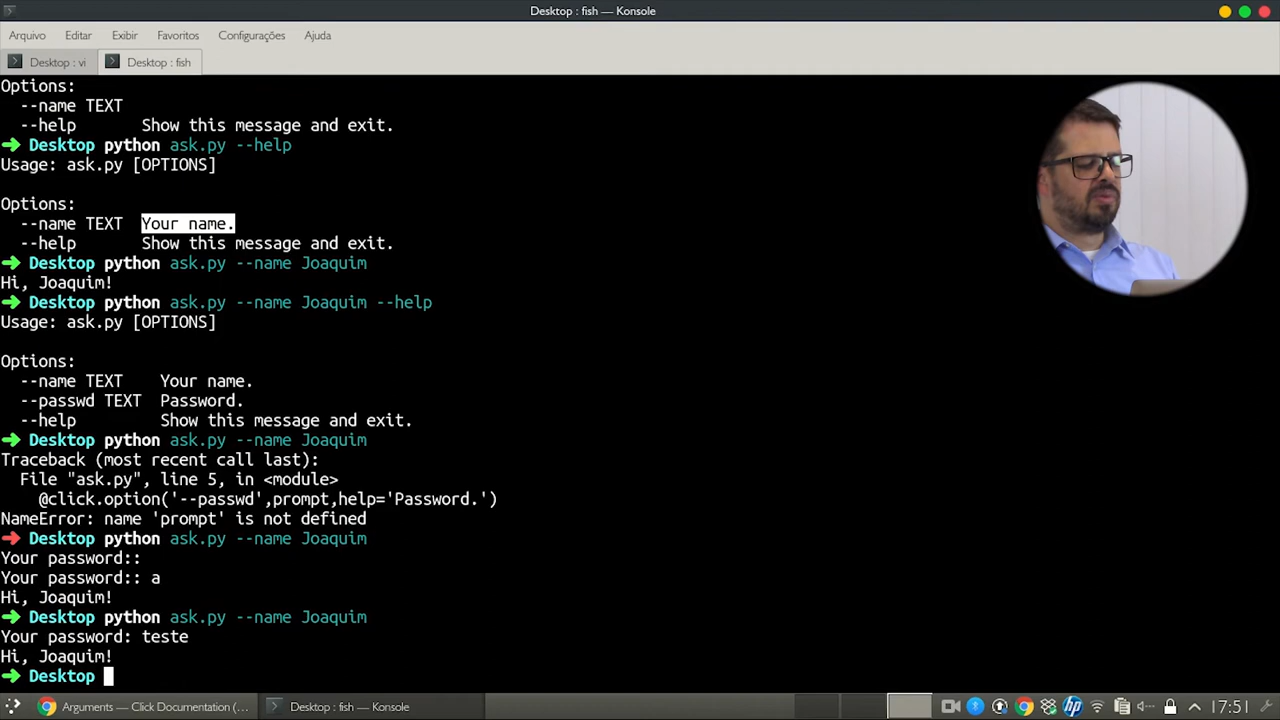 Desktop : fish — Konsole
Arquivo Editar Exibir Favoritos Configurações Ajuda
Desktop : vi Desktop : fish
Options:
--name TEXT
--help Show this message and exit.
➜ Desktop python ask.py --help
Usage: ask.py [OPTIONS]
Options:
--name TEXT Your name.
--help Show this message and exit.
➜ Desktop python ask.py --name Joaquim
Hi, Joaquim!
➜ Desktop python ask.py --name Joaquim --help
Usage: ask.py [OPTIONS]
Options:
--name TEXT Your name.
--passwd TEXT Password.
--help Show this message and exit.
➜ Desktop python ask.py --name Joaquim
Traceback (most recent call last):
File "ask.py", line 5, in <module>
@click.option('--passwd',prompt,help='Password.')
NameError: name 'prompt' is not defined
➜ Desktop python ask.py --name Joaquim
Your password::
Your password:: a
Hi, Joaquim!
➜ Desktop python ask.py --name Joaquim
Your password: teste
Hi, Joaquim!
➜ Desktop
Arguments — Click Documentation (... Desktop : fish — Konsole 17:51